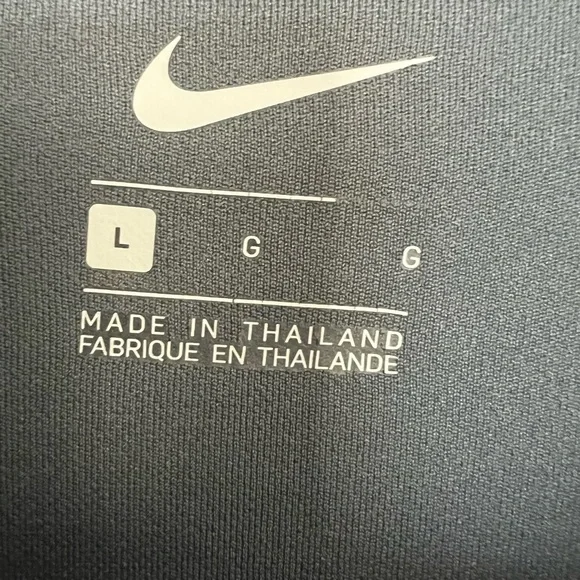 L G G
MADE IN THAILAND
FABRIQUE EN THAILANDE